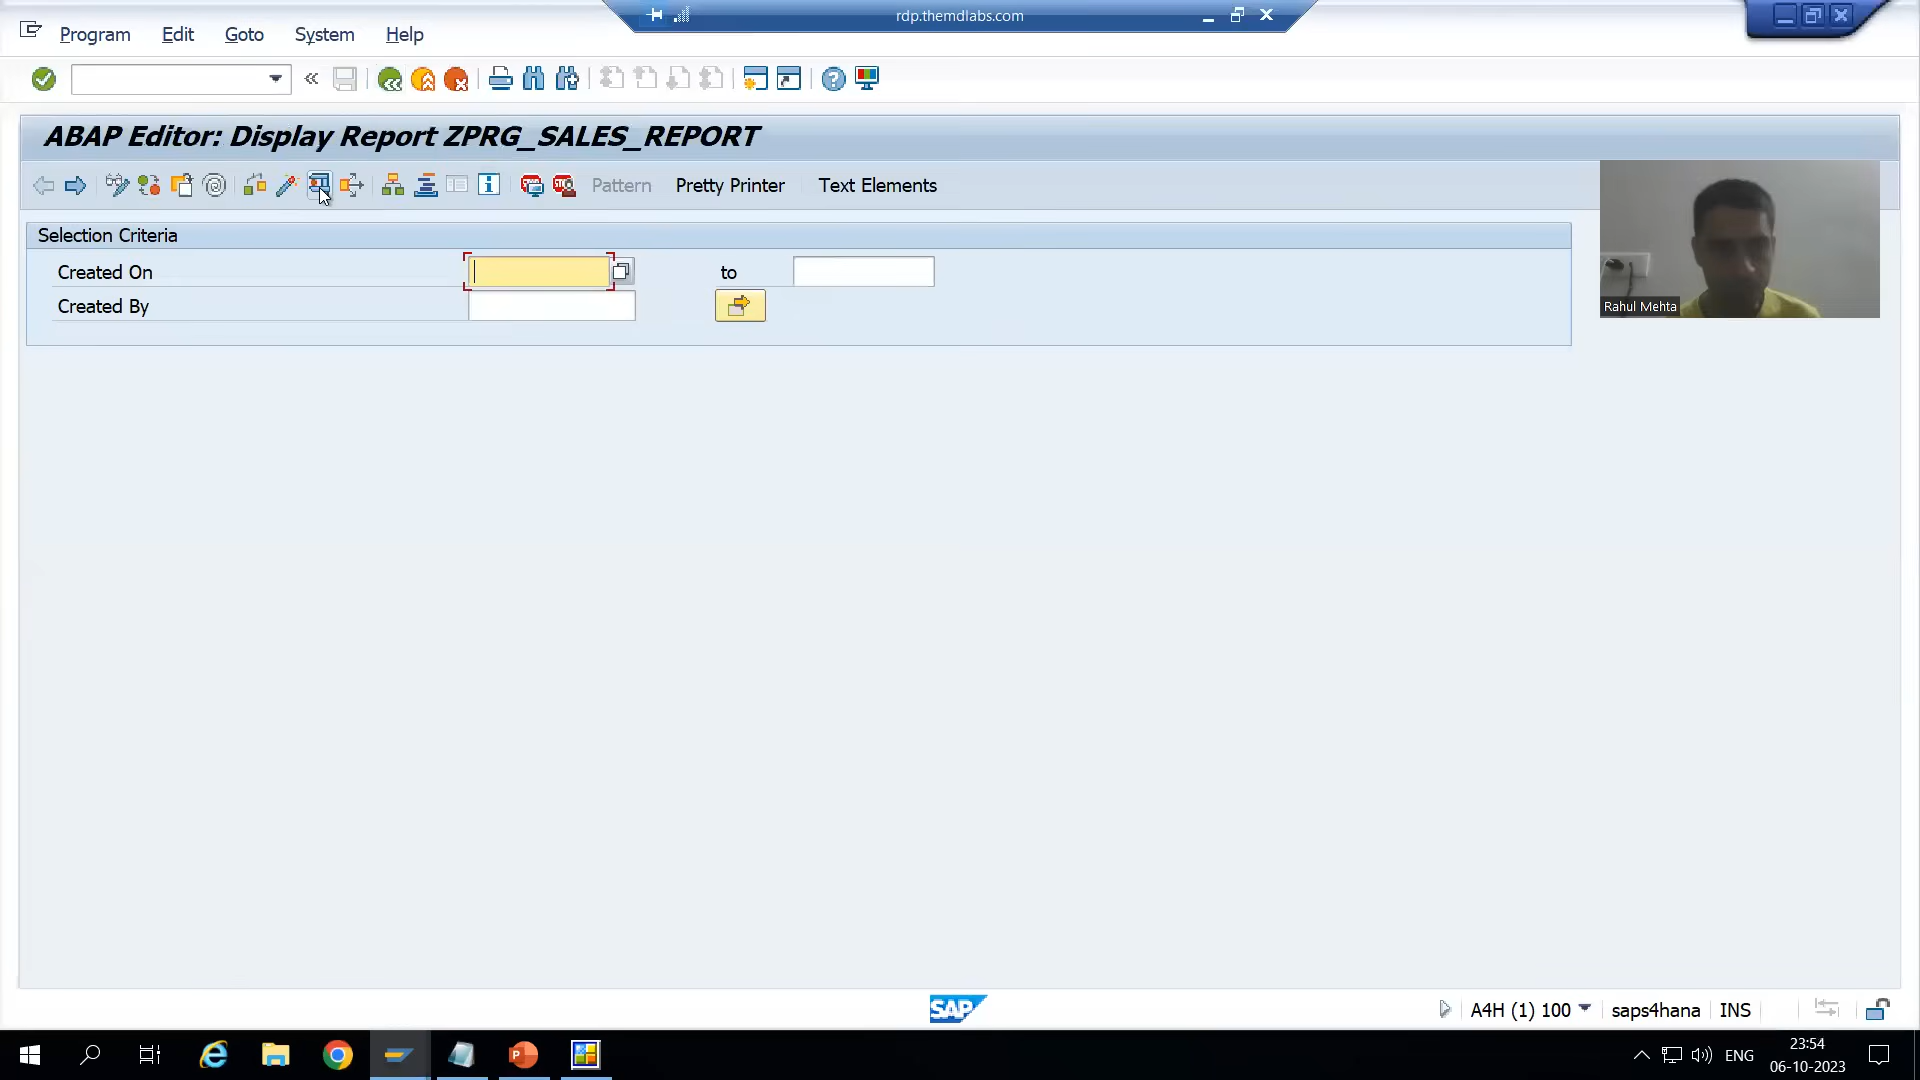 rdp.themdlabs.com
Program Edit Goto System Help
ABAP Editor: Display Report ZPRG_SALES_REPORT
Pattern Pretty Printer Text Elements
Selection Criteria
Created On to
Created By
Rahul Mehta
SAP
A4H (1) 100 saps4hana INS
ENG
23:54
06-10-2023